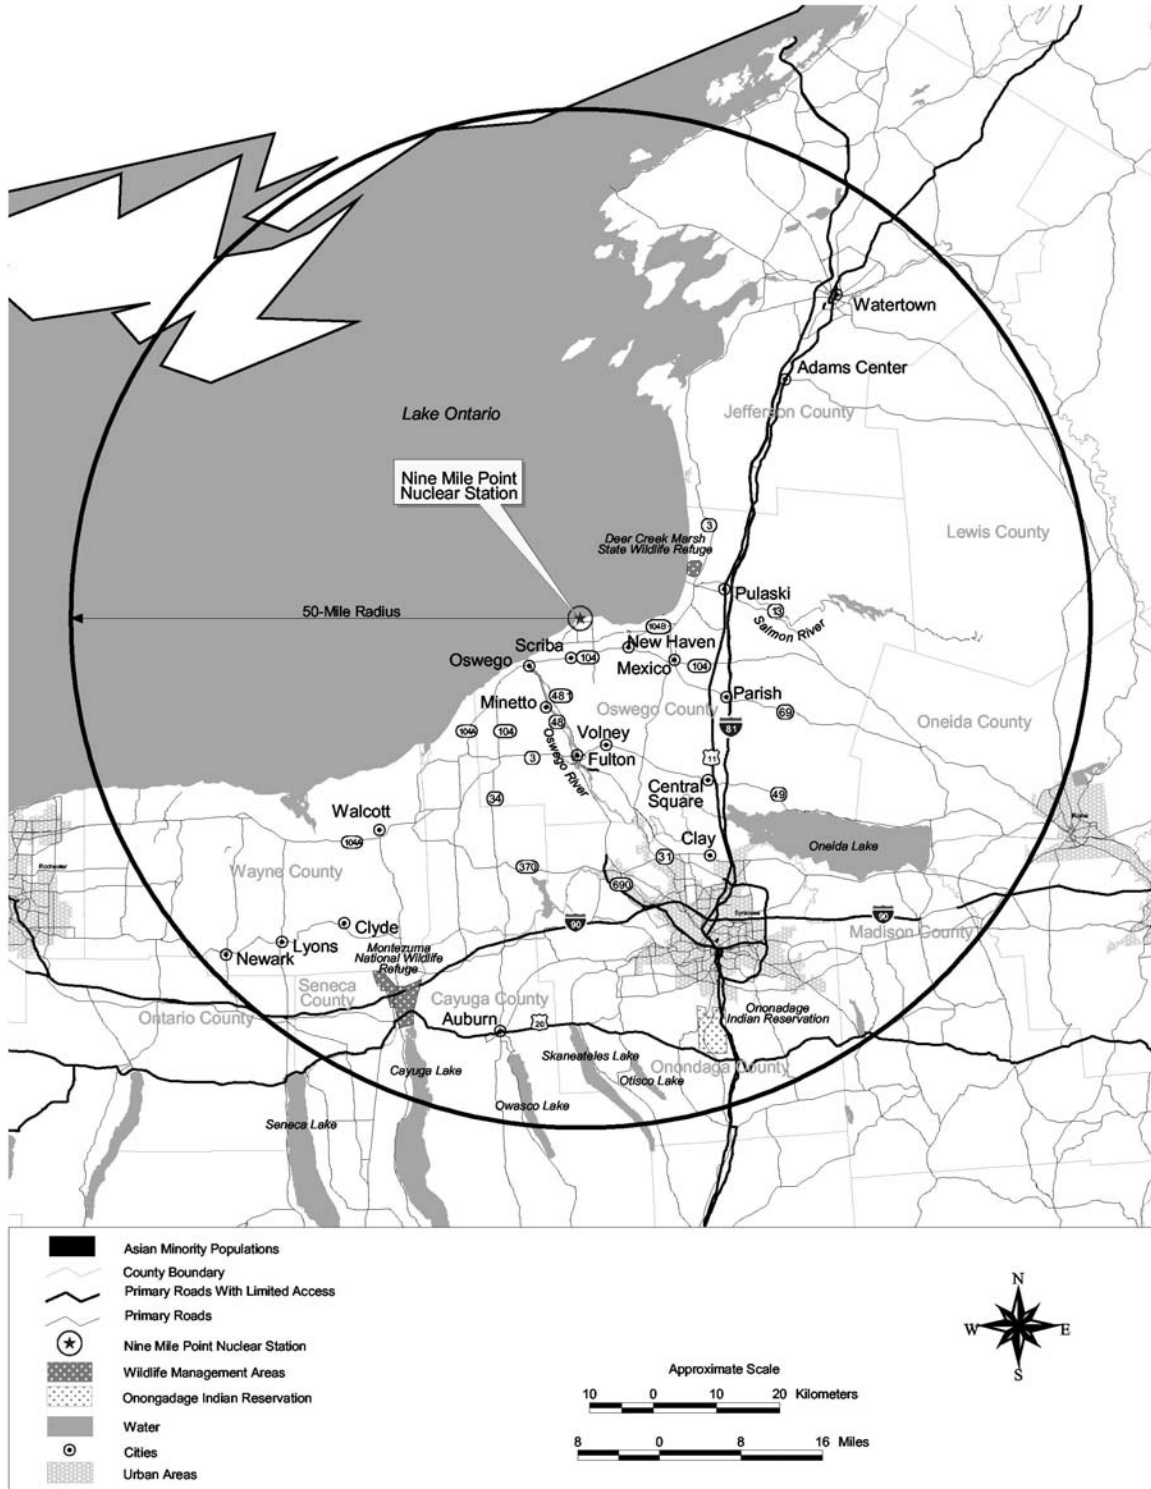 Watertown
Adams Center
Jefferson County
Lake Ontario
Nine Mile Point
Nuclear Station
3
Deer Creek Marsh
State Wildlife Refuge
Lewis County
Pulaski
13
Salmon River
50-Mile Radius
104B
New Haven
Scriba
104
Oswego
Mexico
104
Parish
481
Minetto
Oswego County
69
48
Oneida County
81
104A
104
Volney
Oswego River
3
Fulton
11
Central
Square
49
34
Walcott
104A
Clay
Oneida Lake
Rome
31
370
Rochester
Wayne County
690
Syracuse
90
90
Clyde
Madison County
Lyons
Newark
Montezuma
National Wildlife
Refuge
Seneca
County
Cayuga County
Ontario County
Auburn
20
Ononadage
Indian Reservation
Skaneateles Lake
Onondaga County
Cayuga Lake
Otisco Lake
Owasco Lake
Seneca Lake
Asian Minority Populations
County Boundary
Primary Roads With Limited Access
Primary Roads
Nine Mile Point Nuclear Station
Wildlife Management Areas
Onongadage Indian Reservation
Water
Cities
Urban Areas
N
W E
S
Approximate Scale
10 0 10 20 Kilometers
8 0 8 16 Miles